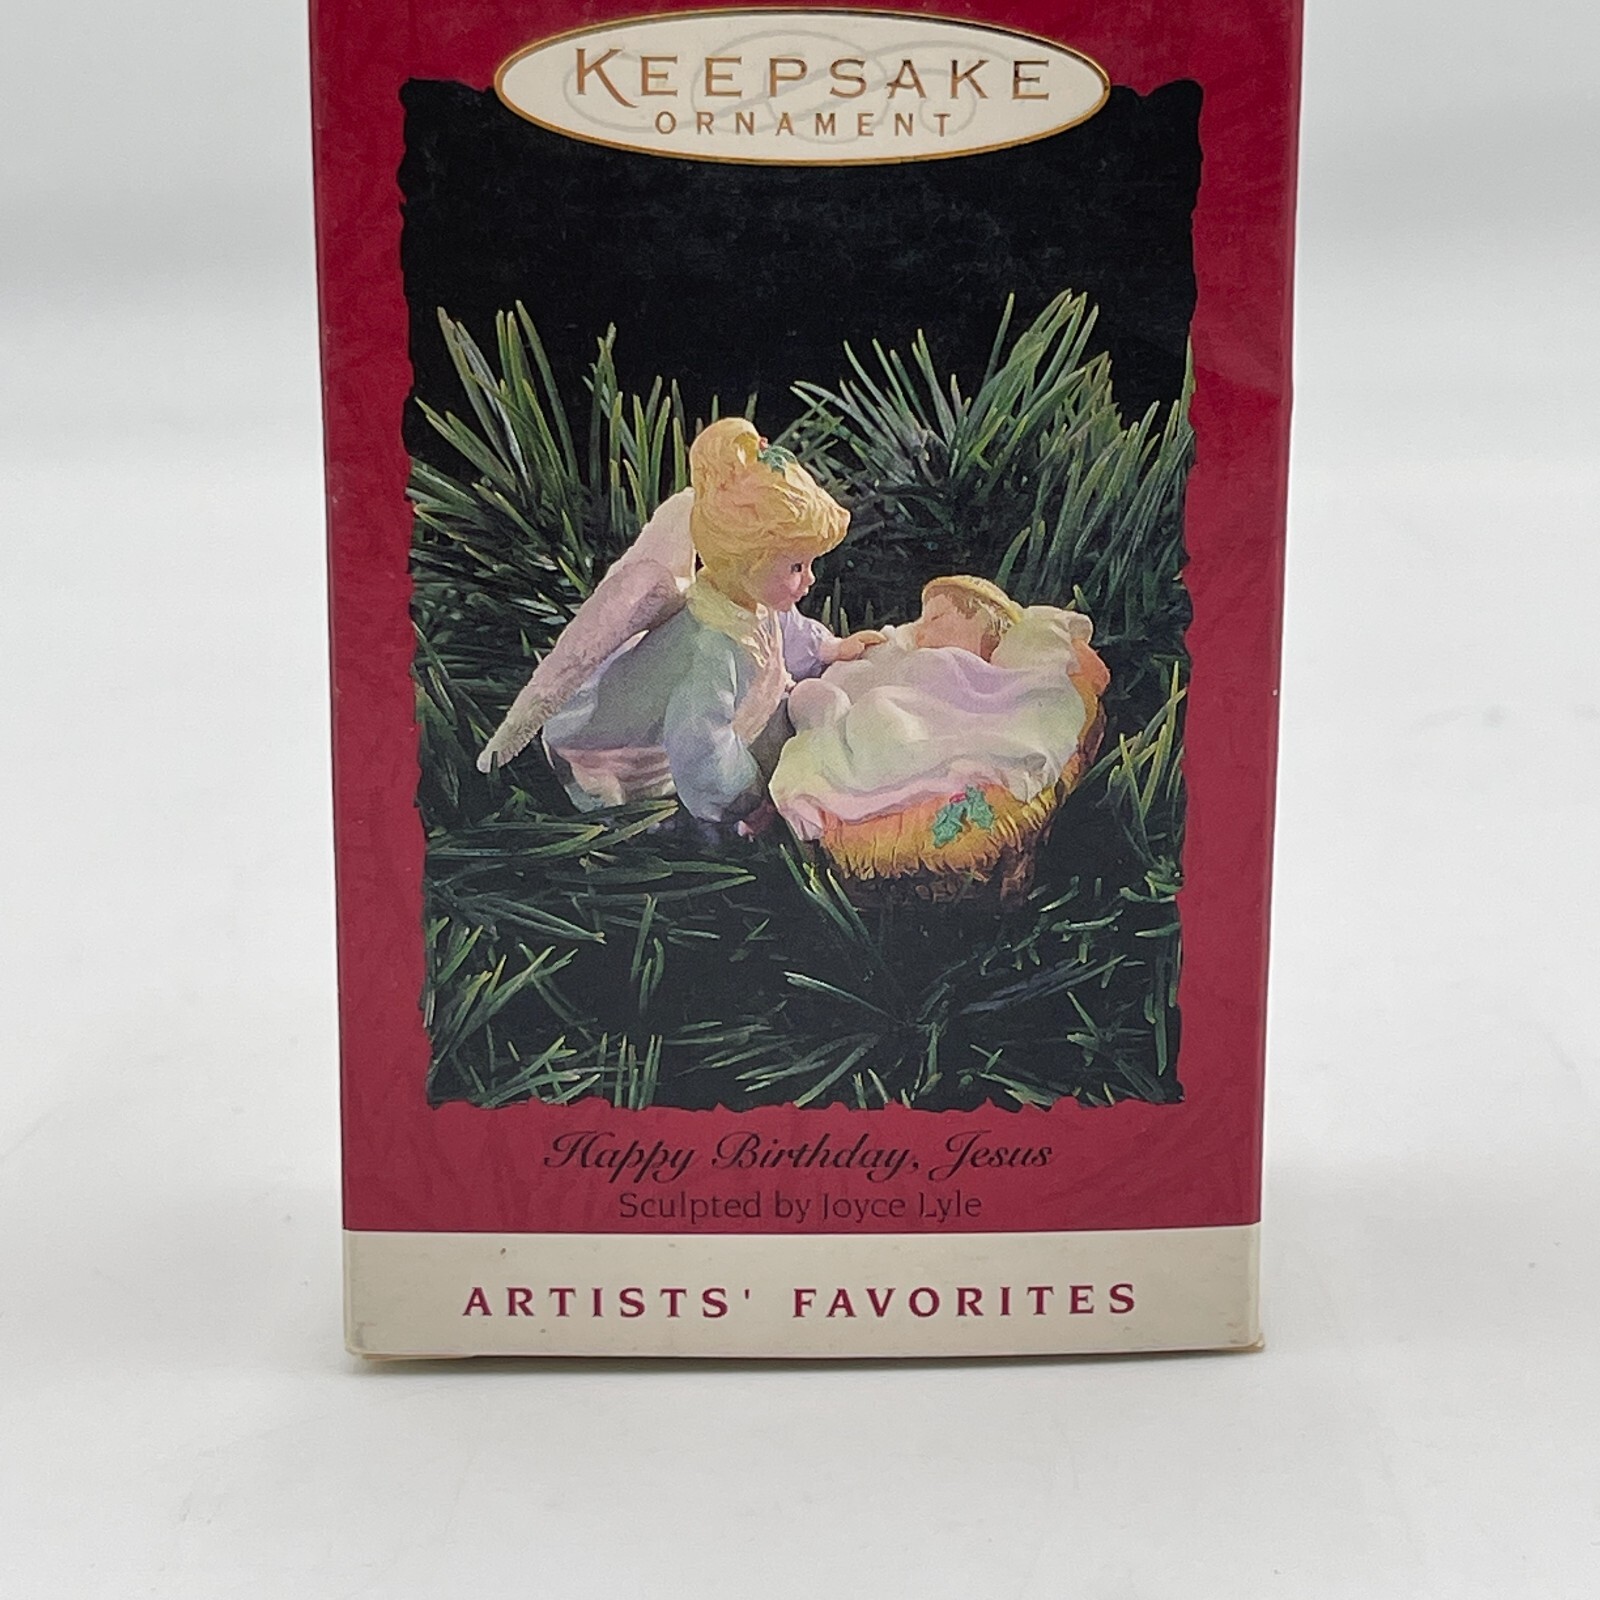 KEEPSAKE
ORNAMENT
Happy Birthday, Jesus
Sculpted by Joyce Lyle
ARTISTS' FAVORITES